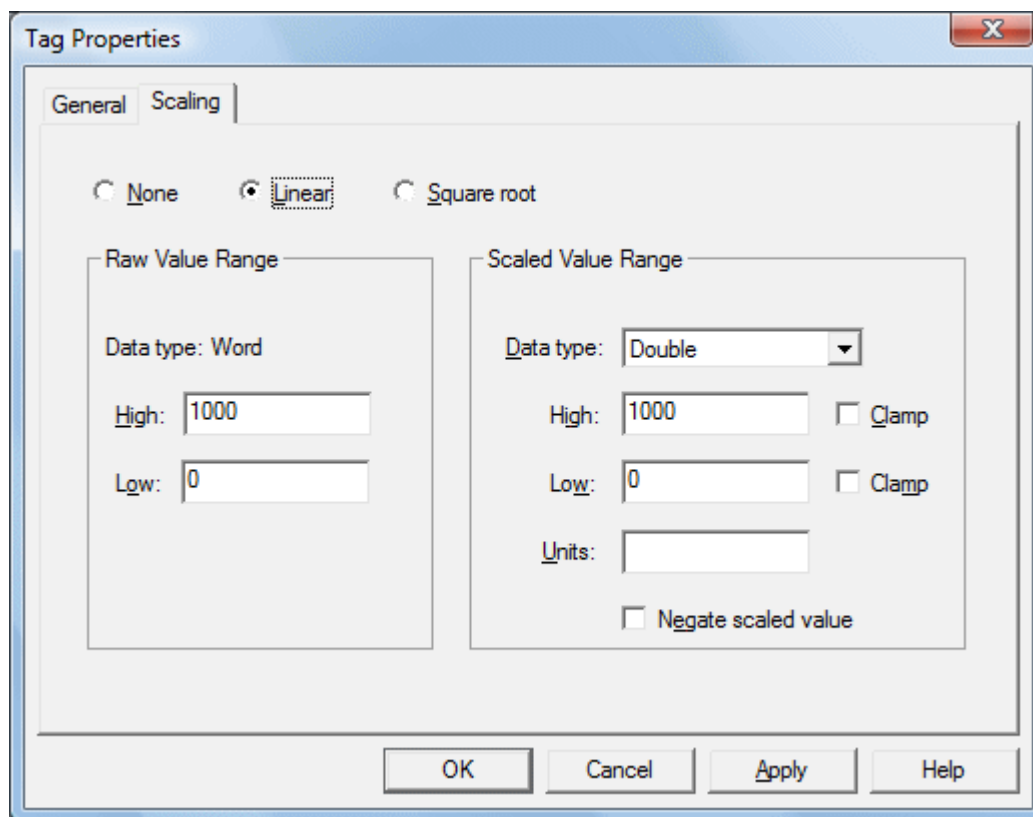 Tag Properties
General Scaling
None Linear Square root
Raw Value Range Scaled Value Range
Data type: Word Data type: Double
High: 1000 High: 1000 Clamp
Low: 0 Low: 0 Clamp
Units:
Negate scaled value
OK Cancel Apply Help